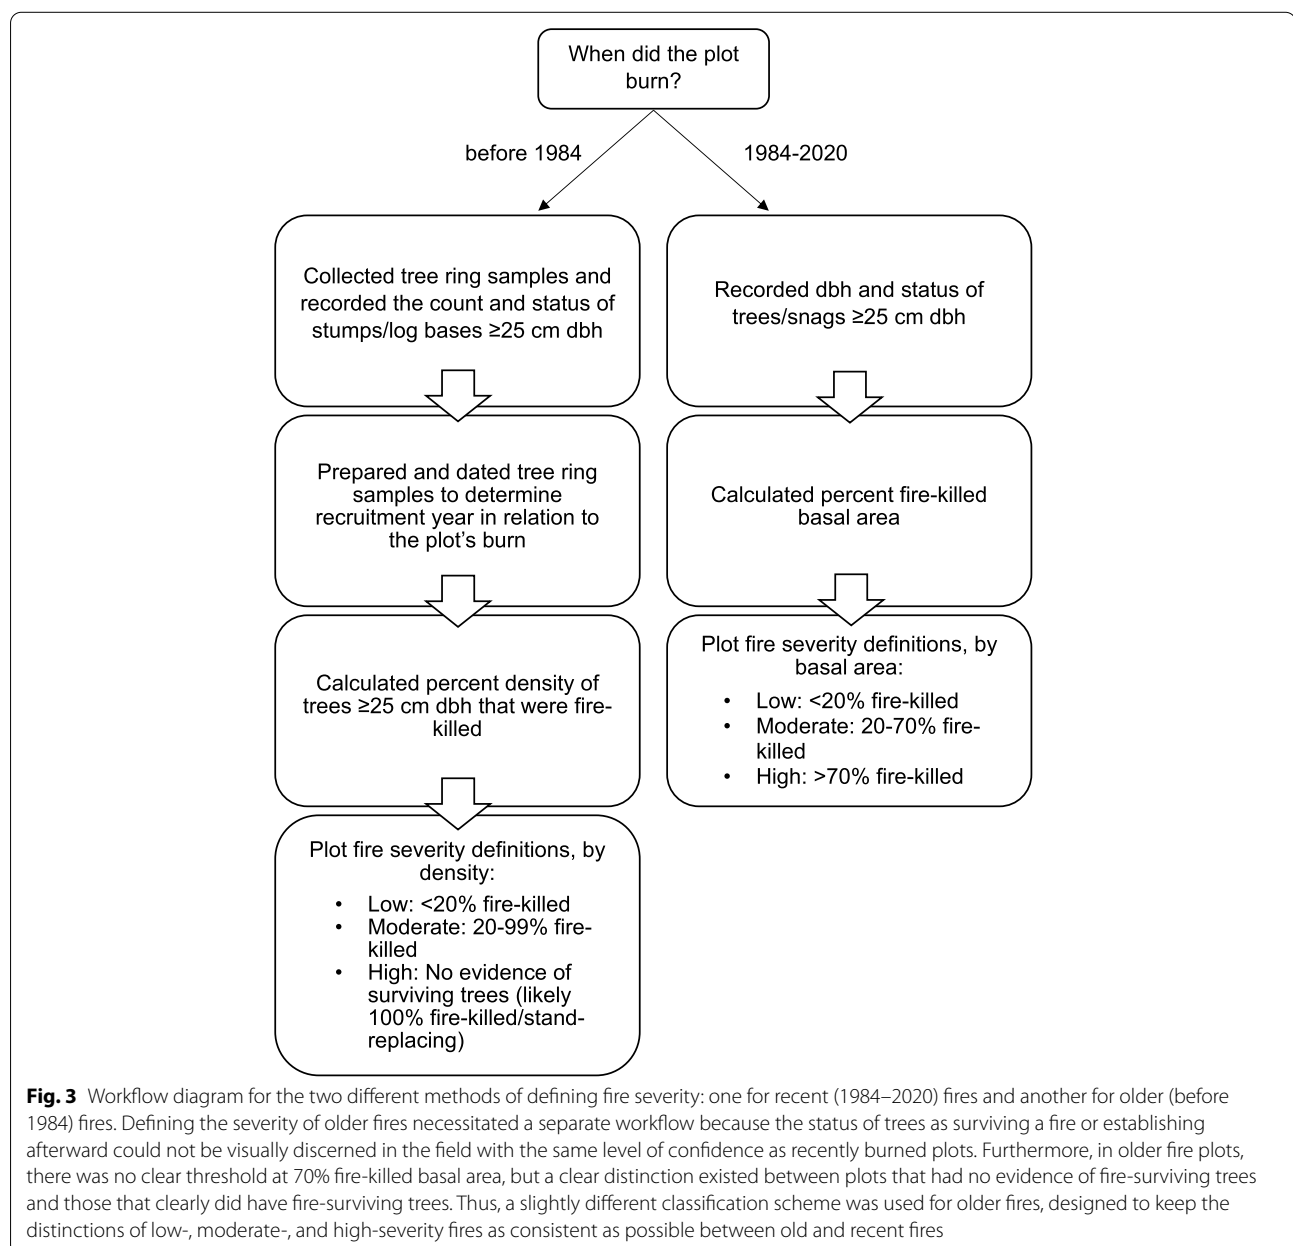 When did the plot
burn?
before 1984
1984-2020
Collected tree ring samples and
recorded the count and status of
stumps/log bases ≥25 cm dbh
Prepared and dated tree ring
samples to determine
recruitment year in relation to
the plot's burn
Calculated percent density of
trees ≥25 cm dbh that were fire-
killed
Plot fire severity definitions, by
density:
• Low: <20% fire-killed
• Moderate: 20-99% fire-
killed
• High: No evidence of
surviving trees (likely
100% fire-killed/stand-
replacing)
Recorded dbh and status of
trees/snags ≥25 cm dbh
Calculated percent fire-killed
basal area
Plot fire severity definitions, by
basal area:
• Low: <20% fire-killed
• Moderate: 20-70% fire-
killed
• High: >70% fire-killed
Fig. 3 Workflow diagram for the two different methods of defining fire severity: one for recent (1984–2020) fires and another for older (before
1984) fires. Defining the severity of older fires necessitated a separate workflow because the status of trees as surviving a fire or establishing
afterward could not be visually discerned in the field with the same level of confidence as recently burned plots. Furthermore, in older fire plots,
there was no clear threshold at 70% fire-killed basal area, but a clear distinction existed between plots that had no evidence of fire-surviving trees
and those that clearly did have fire-surviving trees. Thus, a slightly different classification scheme was used for older fires, designed to keep the
distinctions of low-, moderate-, and high-severity fires as consistent as possible between old and recent fires